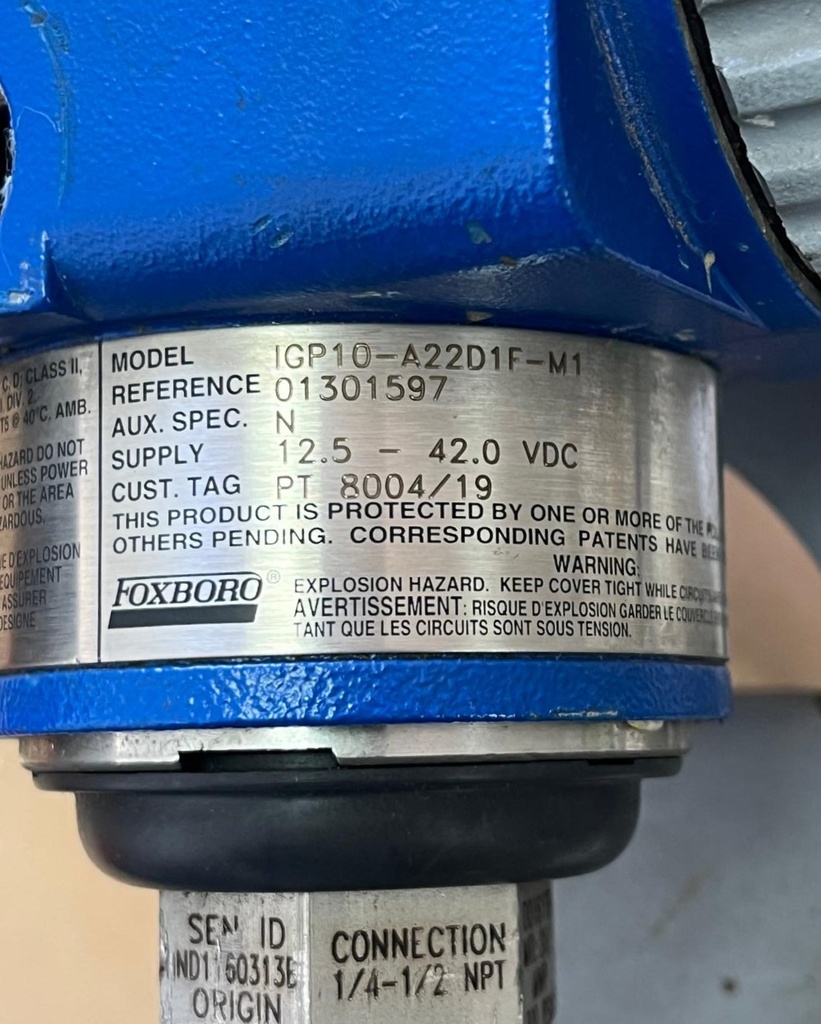 C, D; CLASS II,
DIV. 2.
T5 @ 40°C. AMB.
HAZARD DO NOT
UNLESS POWER
OR THE AREA
D'EXPLOSION
ASSURER
MODEL IGP10-A22D1F-M1
REFERENCE 01301597
AUX. SPEC. N
SUPPLY 12.5 - 42.0 VDC
CUST. TAG PT 8004/19
THIS PRODUCT IS PROTECTED BY ONE OR MORE OF THE
OTHERS PENDING. CORRESPONDING PATENTS HAVE BEEN
WARNING:
FOXBORO®
EXPLOSION HAZARD. KEEP COVER TIGHT WHILE
AVERTISSEMENT: RISQUE D'EXPLOSION GARDER LE
TANT QUE LES CIRCUITS SONT SOUS TENSION.
SEN ID
ORIGIN
CONNECTION
1/4-1/2 NPT